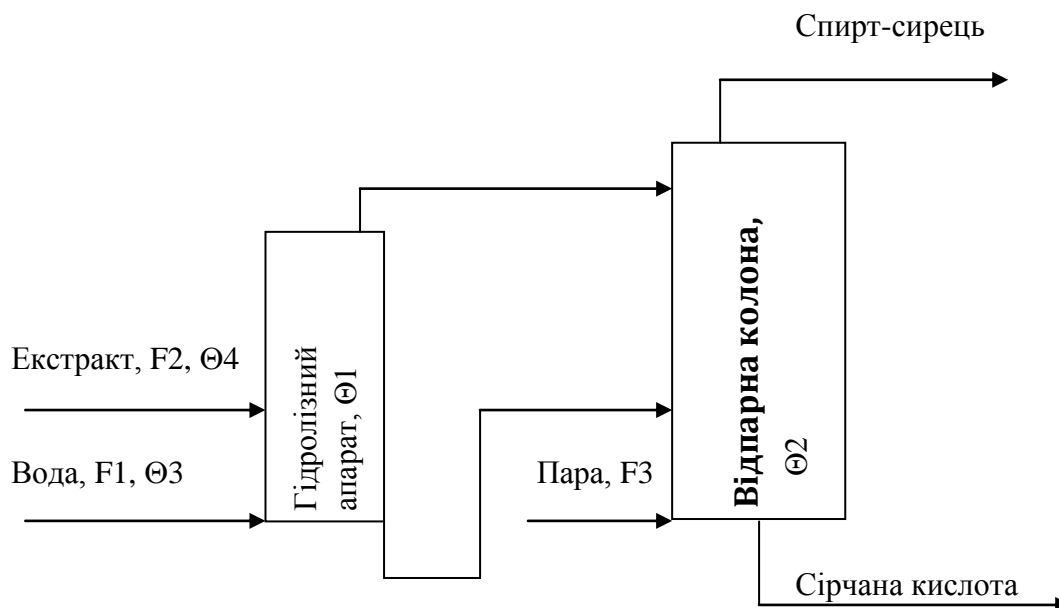 Спирт-сирець
Екстракт, F2, Θ4
Вода, F1, Θ3
Гідролізний
апарат, Θ1
Пара, F3
Відпарна колона,
Θ2
Сірчана кислота